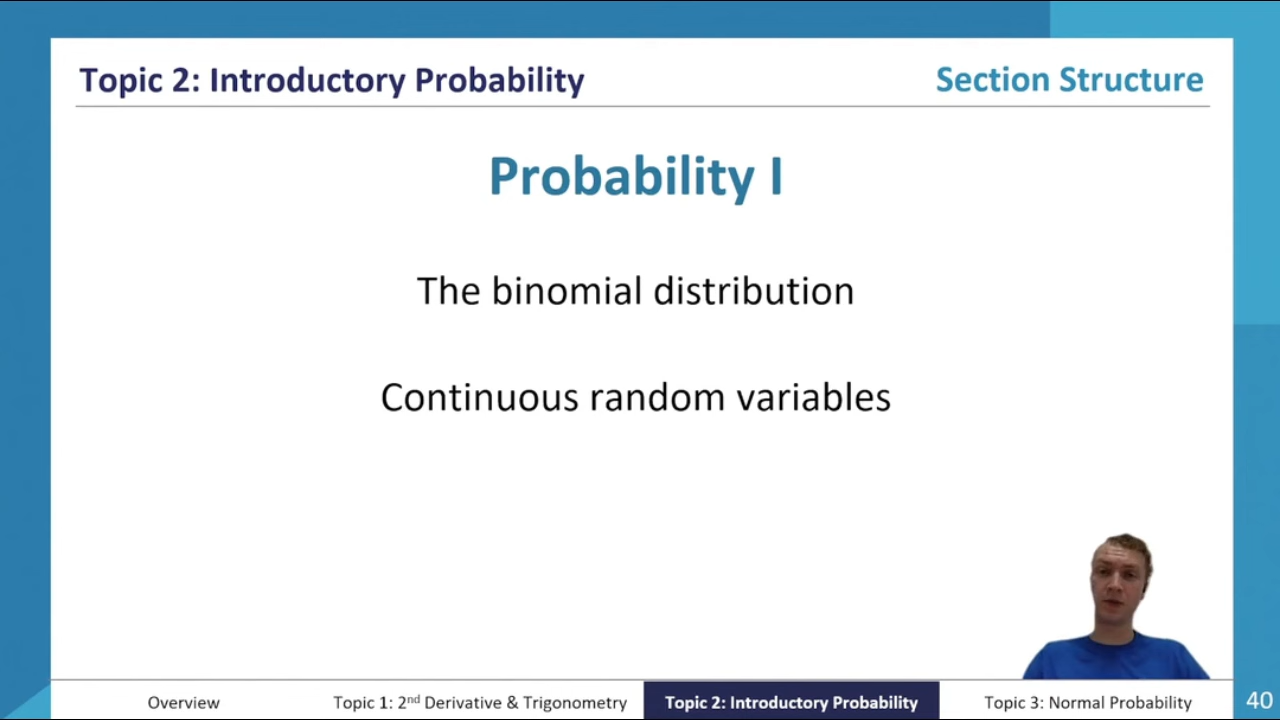 Topic 2: Introductory Probability
Section Structure
Probability I
The binomial distribution
Continuous random variables
Overview
Topic 1: 2nd Derivative & Trigonometry
Topic 2: Introductory Probability
Topic 3: Normal Probability
40